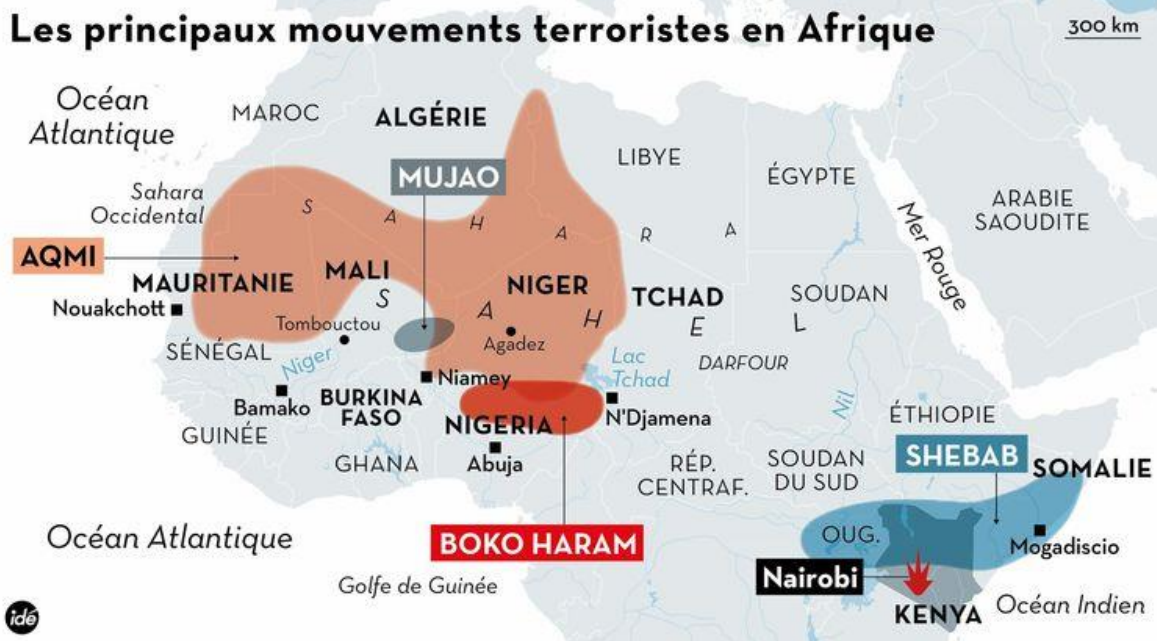 Les principaux mouvements terroristes en Afrique
300 km
Océan
Atlantique
MAROC
ALGÉRIE
LIBYE
ÉGYPTE
ARABIE
SAOUDITE
MUJAO
Sahara
Occidental
S A H A R A
Mer Rouge
AQMI
MAURITANIE
MALI
NIGER
TCHAD
SOUDAN
Nouakchott
S A H E L
Tombouctou
Agadez
SÉNÉGAL
Niger
Lac
Tchad
DARFOUR
Niamey
Bamako
BURKINA
FASO
NIGERIA
N'Djamena
Nil
ÉTHIOPIE
GUINÉE
GHANA
Abuja
RÉP.
CENTRAF.
SOUDAN
DU SUD
SHEBAB
SOMALIE
Océan Atlantique
BOKO HARAM
OUG.
Mogadiscio
Golfe de Guinée
Nairobi
KENYA
Océan Indien
idé